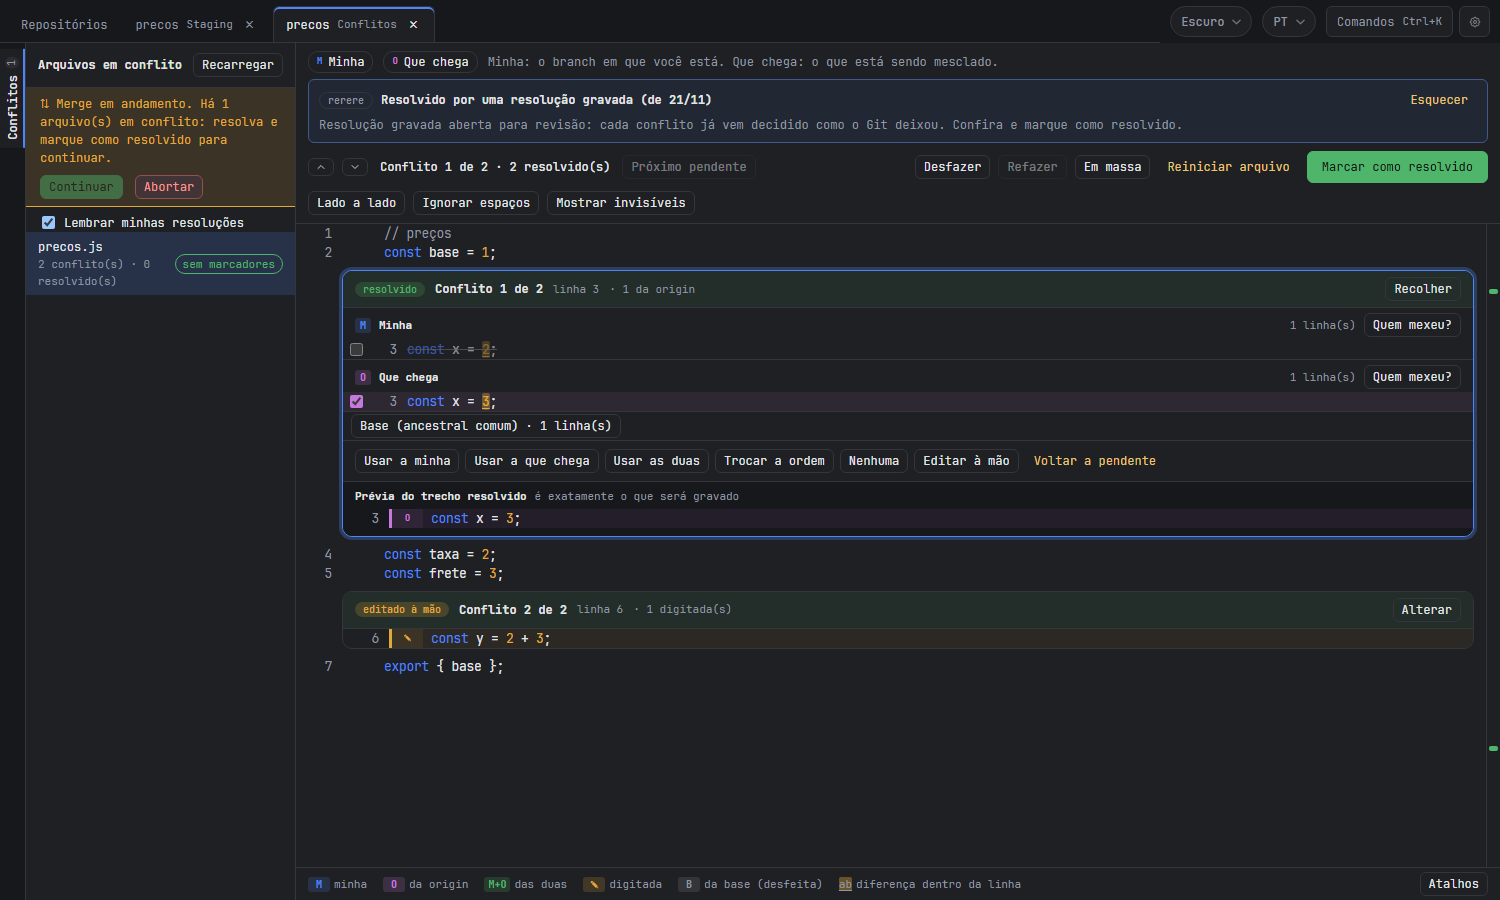 Repositórios precos Staging × precos Conflitos × Escuro PT Comandos Ctrl+K
Conflitos 1
Arquivos em conflito Recarregar
⇅ Merge em andamento. Há 1
arquivo(s) em conflito: resolva e
marque como resolvido para
continuar.
Continuar Abortar
Lembrar minhas resoluções
precos.js
2 conflito(s) · 0
resolvido(s)
sem marcadores
M Minha O Que chega Minha: o branch em que você está. Que chega: o que está sendo mesclado.
rerere Resolvido por uma resolução gravada (de 21/11) Esquecer
Resolução gravada aberta para revisão: cada conflito já vem decidido como o Git deixou. Confira e marque como resolvido.
Conflito 1 de 2 · 2 resolvido(s) Próximo pendente Desfazer Refazer Em massa Reiniciar arquivo Marcar como resolvido
Lado a lado Ignorar espaços Mostrar invisíveis
1 // preços
2 const base = 1;
resolvido Conflito 1 de 2 linha 3 · 1 da origin Recolher
M Minha 1 linha(s) Quem mexeu?
3 const x = 2;
O Que chega 1 linha(s) Quem mexeu?
3 const x = 3;
Base (ancestral comum) · 1 linha(s)
Usar a minha Usar a que chega Usar as duas Trocar a ordem Nenhuma Editar à mão Voltar a pendente
Prévia do trecho resolvido é exatamente o que será gravado
3 O const x = 3;
4 const taxa = 2;
5 const frete = 3;
editado à mão Conflito 2 de 2 linha 6 · 1 digitada(s) Alterar
6 const y = 2 + 3;
7 export { base };
M minha O da origin M+O das duas digitada B da base (desfeita) ab diferença dentro da linha Atalhos